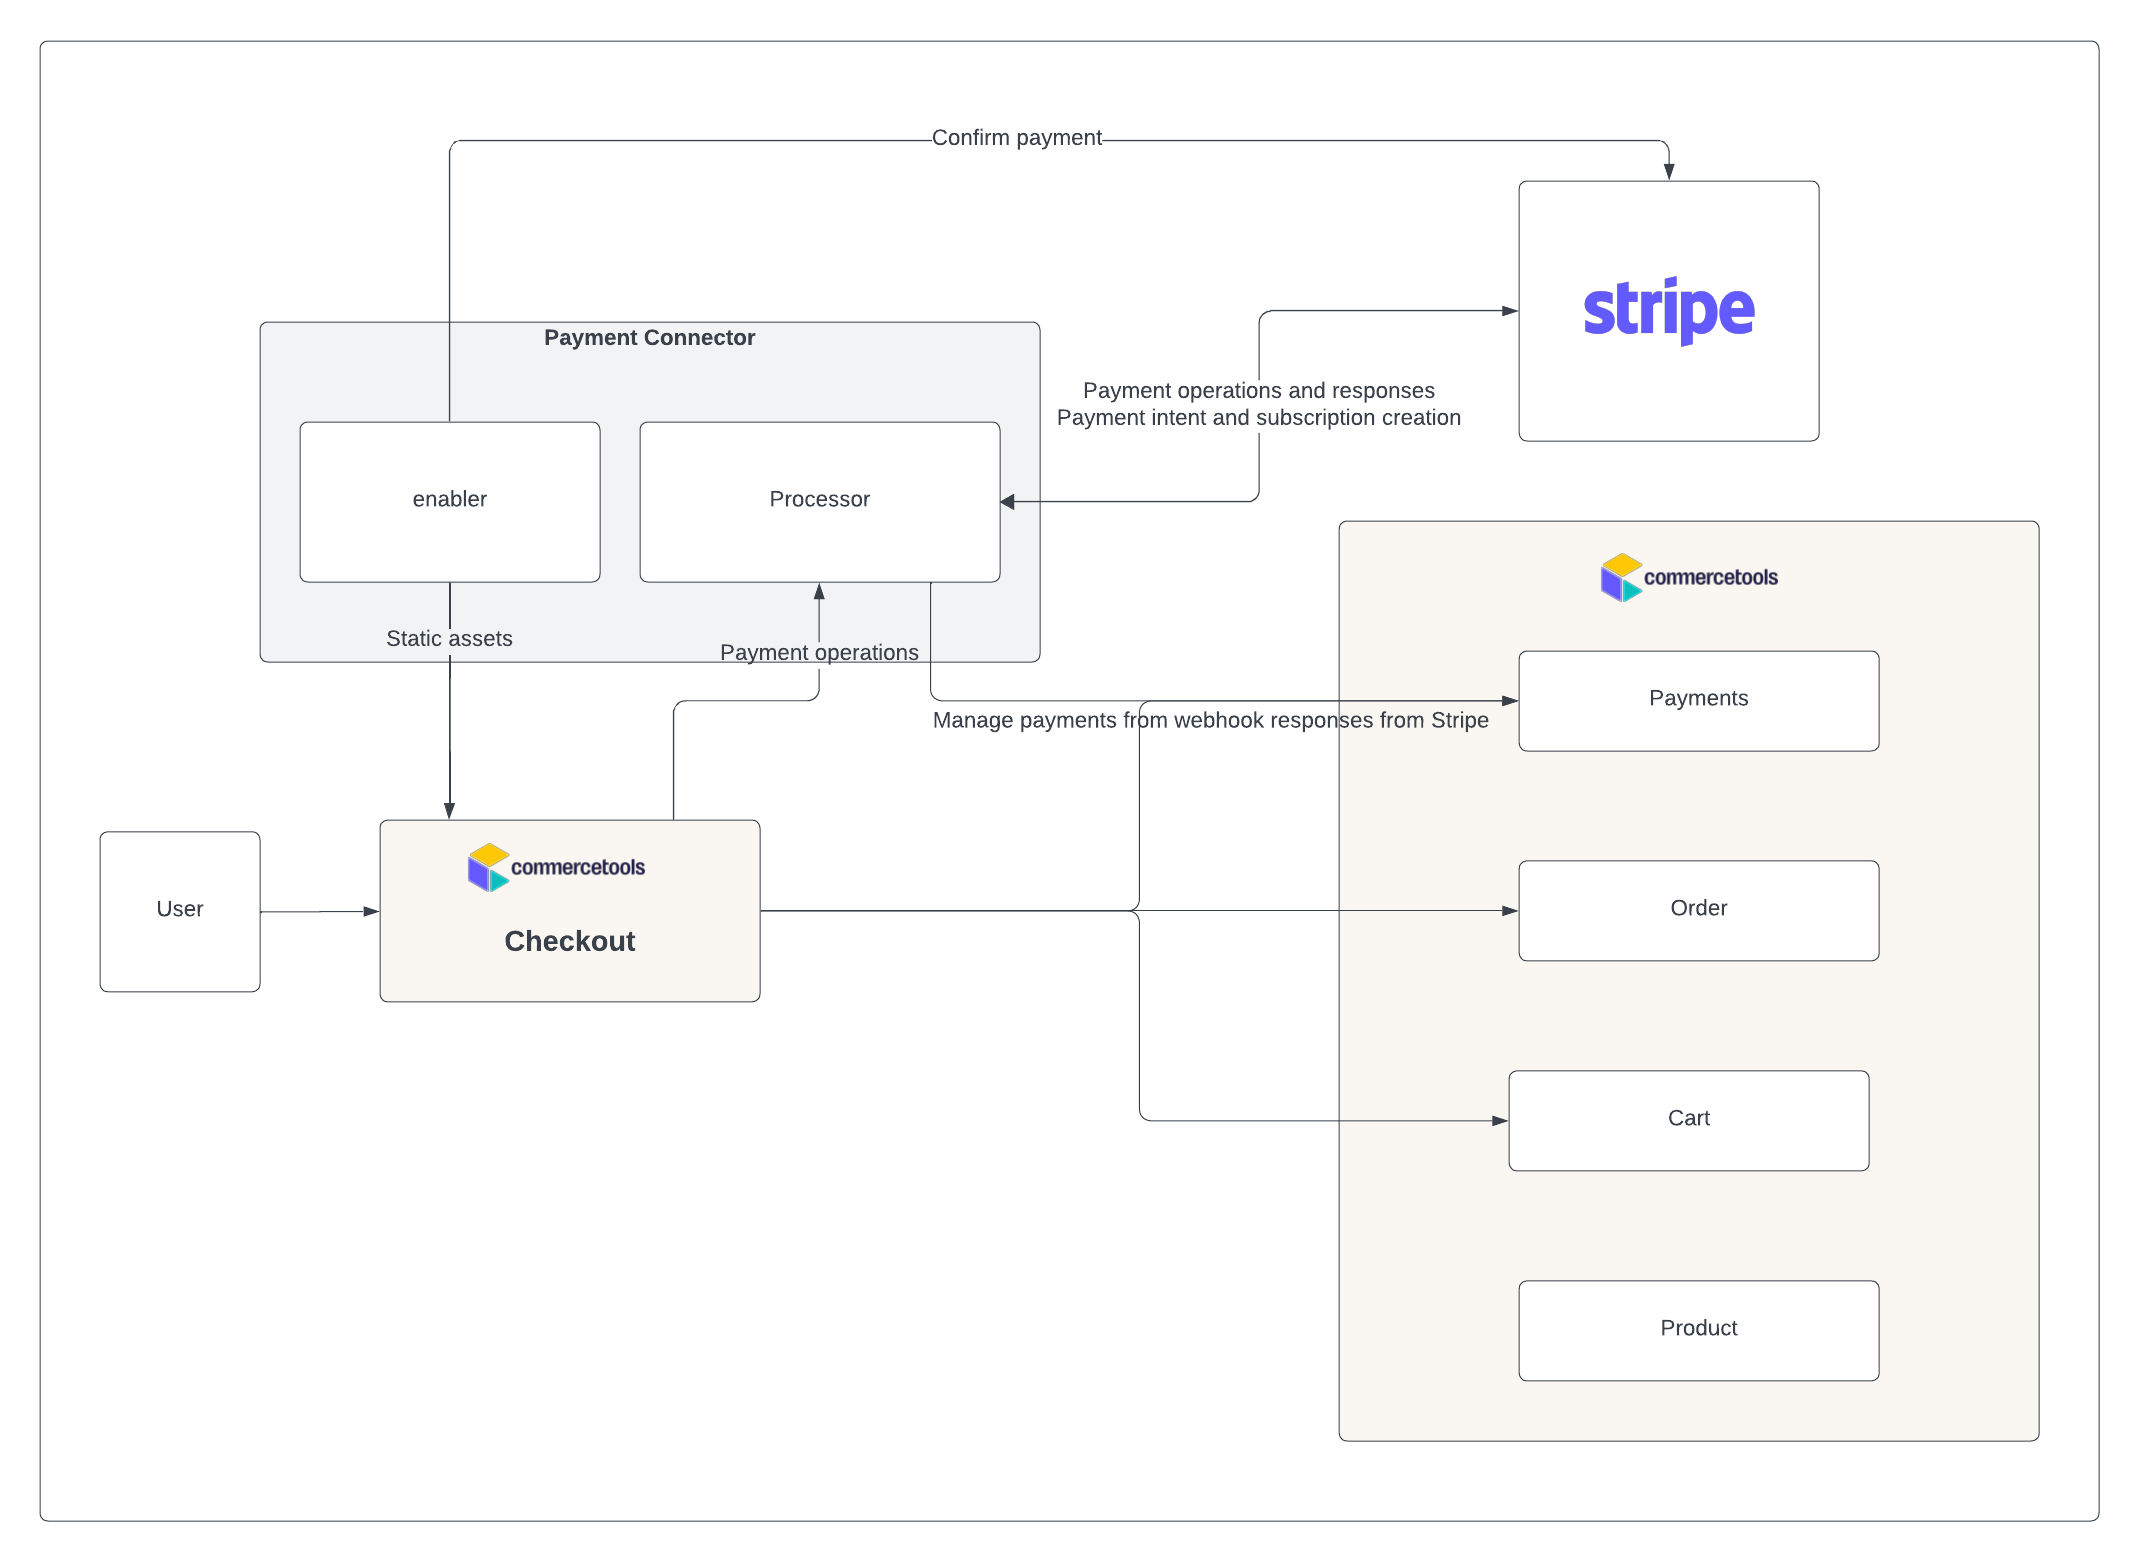 Confirm payment
stripe
Payment Connector
Payment operations and responses
Payment intent and subscription creation
enabler
Processor
commercetools
Static assets
Payment operations
Payments
Manage payments from webhook responses from Stripe
commercetools
User
Checkout
Order
Cart
Product